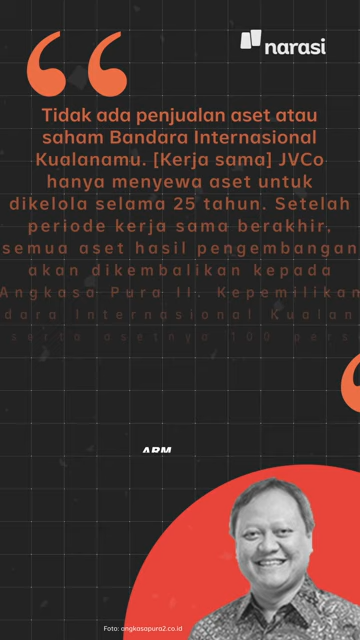 narasi
Tidak ada penjualan aset atau
saham Bandara Internasional
Kualanamu. [Kerja sama] JVCo
hanya menyewa aset untuk
dikelola selama 25 tahun. Setelah
periode kerja sama berakhir,
semua aset hasil pengembangan
akan dikembalikan kepada
Angkasa Pura II. Kepemilikan
dara Internasional Kualan
serta asetnya 100 pers
Foto: angkasapura2.co.id